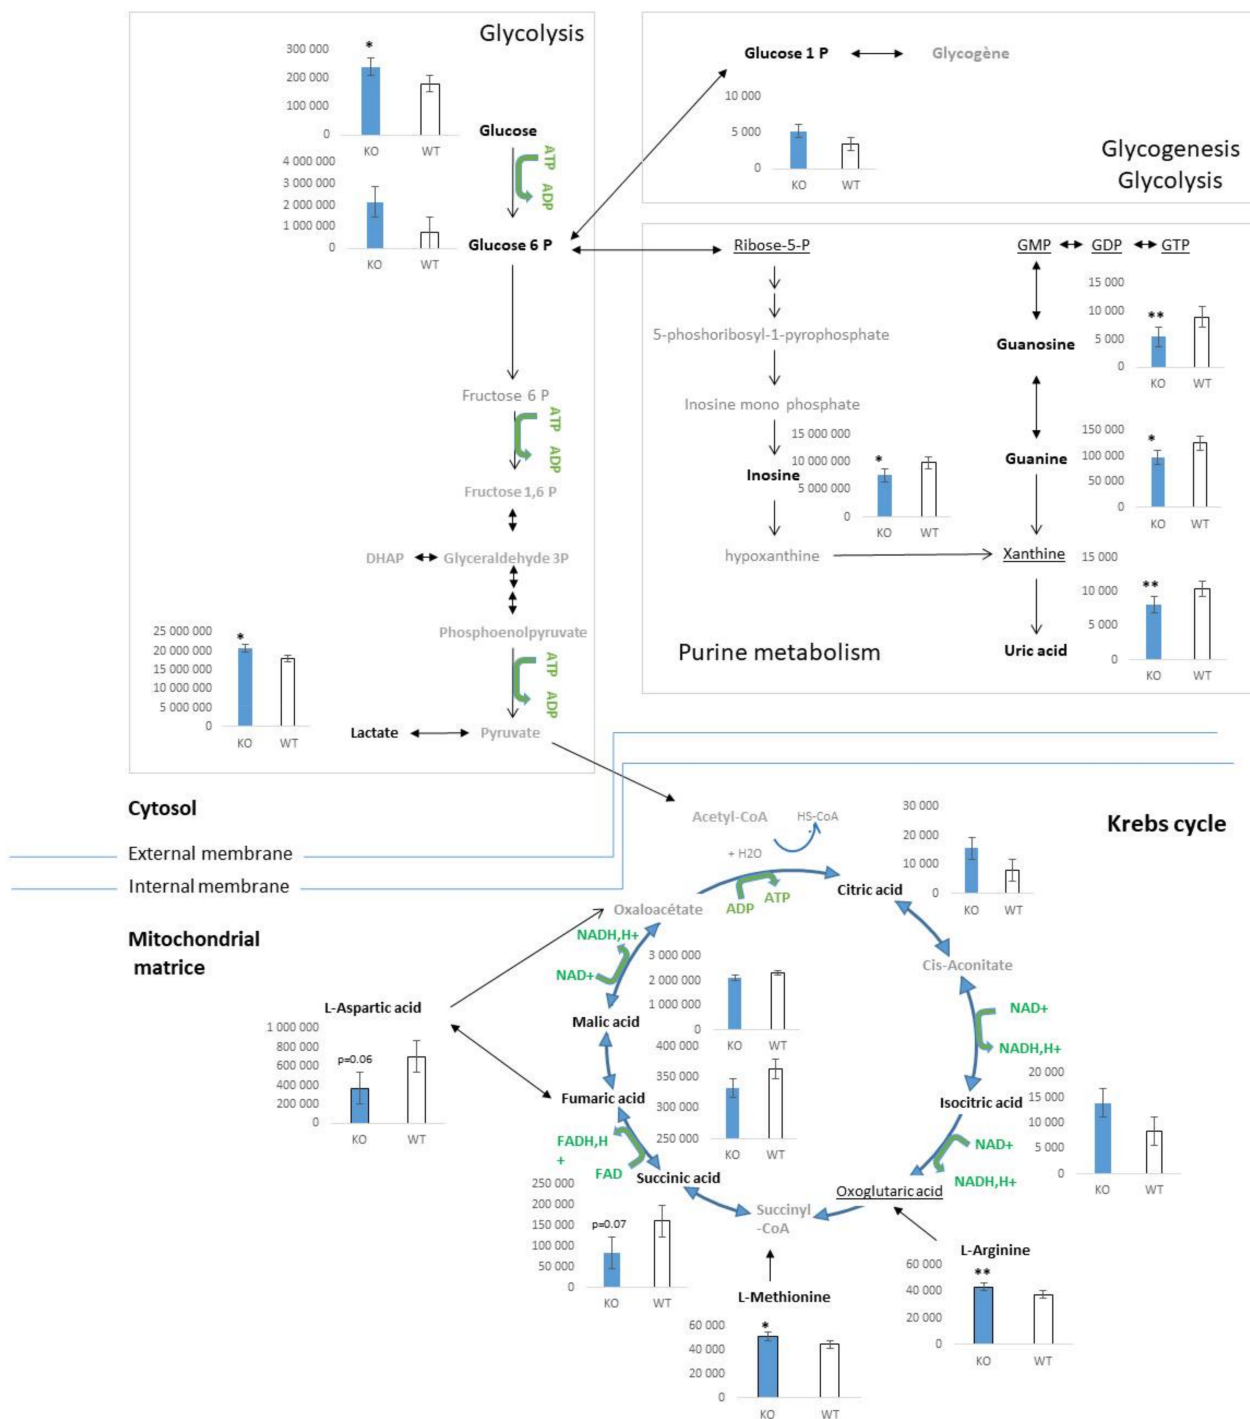 Glycolysis
300 000
200 000
100 000
0
*
KO
WT
Glucose
ATP
ADP
4 000 000
3 000 000
2 000 000
1 000 000
0
KO
WT
Glucose 6 P
Fructose 6 P
ATP
ADP
Fructose 1,6 P
DHAP
Glyceraldehyde 3P
Phosphoenolpyruvate
25 000 000
20 000 000
15 000 000
10 000 000
5 000 000
0
*
KO
WT
ATP
ADP
Lactate
Pyruvate
Glucose 1 P
Glycogène
10 000
5 000
0
KO
WT
Glycogenesis
Glycolysis
Ribose-5-P
GMP
GDP
GTP
5-phoshoribosyl-1-pyrophosphate
Inosine mono phosphate
Inosine
15 000 000
10 000 000
5 000 000
0
*
KO
WT
hypoxanthine
15 000
10 000
5 000
0
**
KO
WT
Guanosine
150 000
100 000
50 000
0
*
KO
WT
Guanine
Xanthine
15 000
10 000
5 000
0
**
KO
WT
Uric acid
Purine metabolism
Cytosol
External membrane
Internal membrane
Mitochondrial
matrice
Krebs cycle
Acetyl-CoA
HS-CoA
+ H2O
ADP
ATP
Citric acid
30 000
20 000
10 000
0
KO
WT
Oxaloacétate
Cis-Aconitate
NADH,H+
NAD+
NAD+
NADH,H+
3 000 000
2 000 000
1 000 000
0
KO
WT
Malic acid
L-Aspartic acid
1 000 000
800 000
600 000
400 000
200 000
0
p=0.06
KO
WT
400 000
350 000
300 000
250 000
KO
WT
Fumaric acid
Isocitric acid
20 000
15 000
10 000
5 000
0
KO
WT
NAD+
NADH,H+
FADH,H
+
FAD
Succinic acid
250 000
200 000
150 000
100 000
50 000
0
p=0.07
KO
WT
Succinyl
-CoA
Oxoglutaric acid
L-Arginine
60 000
40 000
20 000
0
**
KO
WT
L-Methionine
60 000
40 000
20 000
0
*
KO
WT